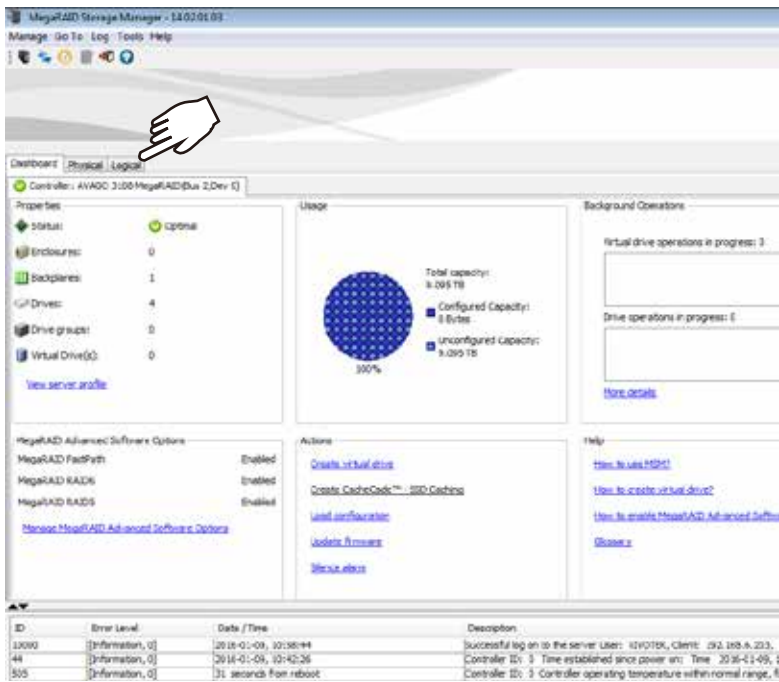 MegaRAID Storage Manager - 14.02.01.03
Manage Go To Log Tools Help
Dashboard Physical Logical
Controller: AVAGO 3108 MegaRAID(Bus 2,Dev 0)
Properties
Status: Optimal
Enclosures: 0
Backplanes: 1
Drives: 4
Drive groups: 0
Virtual Drive(s): 0
View server profile
Usage
Total capacity:
9.095 TB
Configured Capacity:
0 Bytes
Unconfigured Capacity:
9.095 TB
100%
Background Operations
Virtual drive operations in progress:
Drive operations in progress:
More details
MegaRAID Advanced Software Options
MegaRAID FastPath Enabled
MegaRAID RAID6 Enabled
MegaRAID RAID5 Enabled
Manage MegaRAID Advanced Software Options
Actions
Create virtual drive
Create CacheCade™ - SSD Caching
Load configuration
Update firmware
Silence alarm
Help
How to use MSM?
How to create virtual drive?
How to enable MegaRAID Advanced
Glossary
ID Error Level Date / Time Description
[Information, 0] 2016-01-09, 10:58:44 Successful log on to the server User: Client:
44 [Information, 0] 2016-01-09, 10:42:26 Controller ID: 0 Time established since power on: Time 2016-01-09,
505 [Information, 0] 31 seconds from reboot Controller ID: 0 Controller operating temperature within normal range,